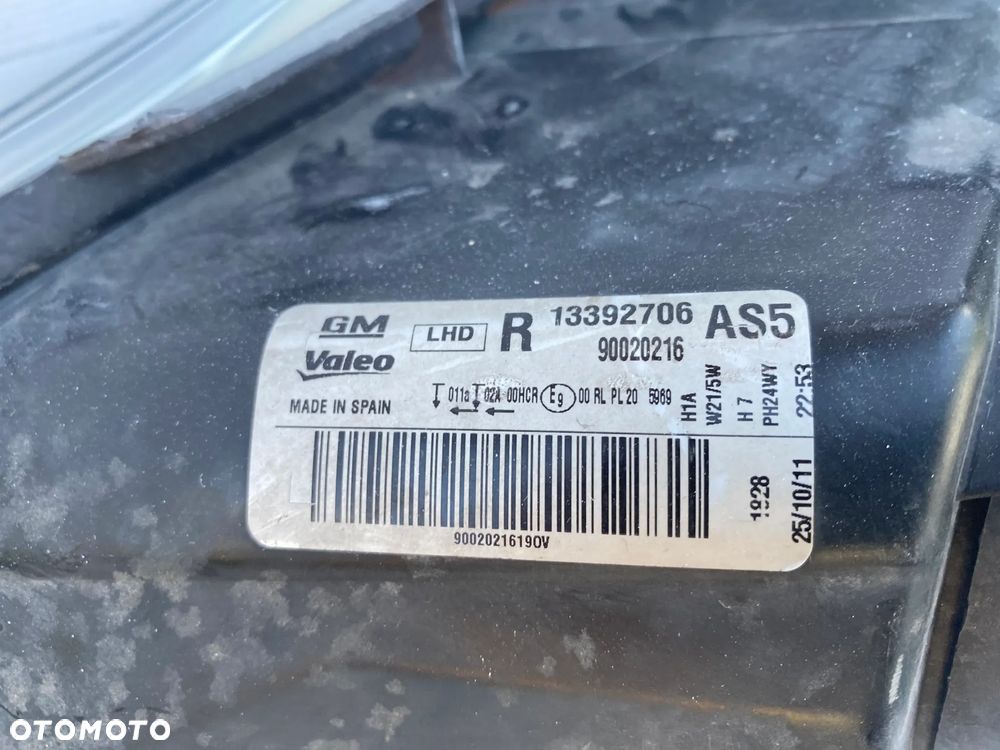 GM
Valeo
LHD
R
13392706
90020216
AS5
MADE IN SPAIN
011a 02A 00HCR E9 00 RL PL 20 5969
H1A
W21/5W
H 7
PH24WY
22:53
1928
25/10/11
9002021619OV
OTOMOTO